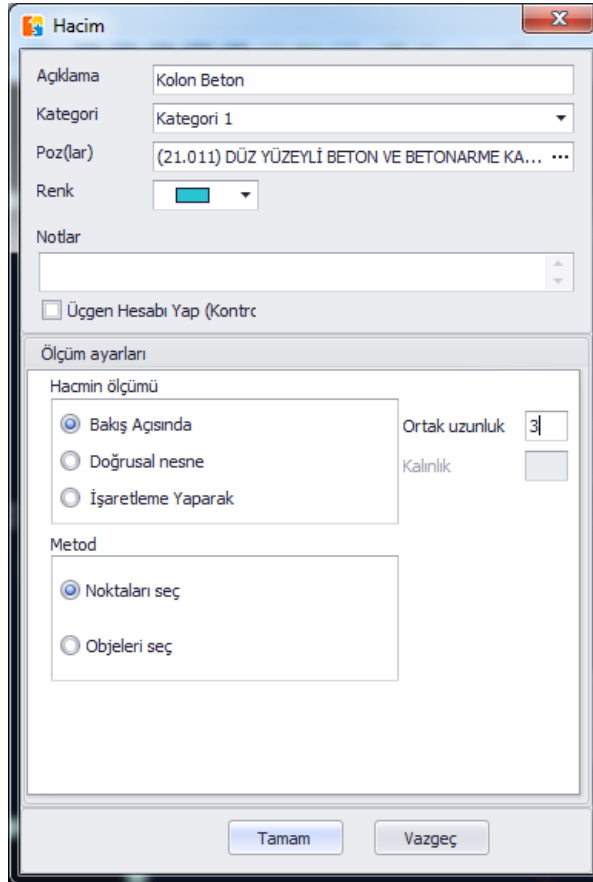 Hacim
Açıklama Kolon Beton
Kategori Kategori 1
Poz(lar) (21.011) DÜZ YÜZEYLİ BETON VE BETONARME KA... ...
Renk
Notlar
Üçgen Hesabı Yap (Kontrc
Ölçüm ayarları
Hacmin ölçümü
Bakış Açısında Ortak uzunluk 3
Doğrusal nesne Kalınlık
İşaretleme Yaparak
Metod
Noktaları seç
Objeleri seç
Tamam Vazgeç